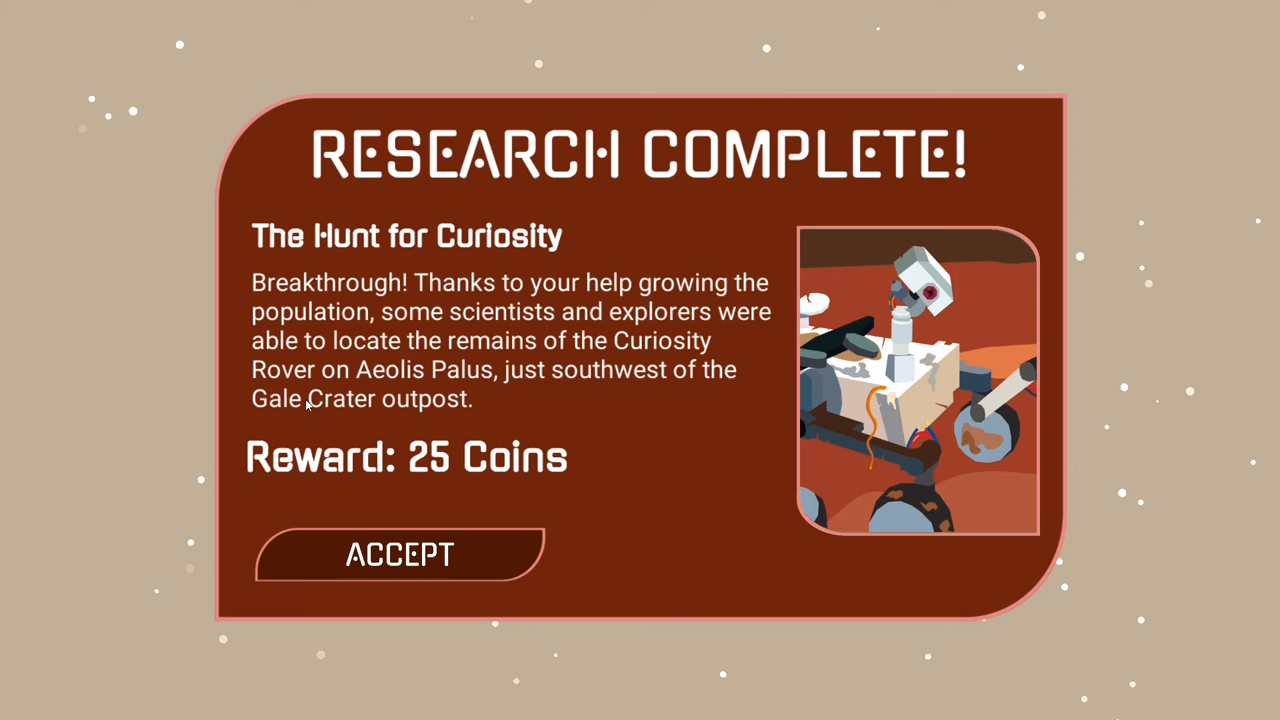 RESEARCH COMPLETE!
The Hunt for Curiosity
Breakthrough! Thanks to your help growing the
population, some scientists and explorers were
able to locate the remains of the Curiosity
Rover on Aeolis Palus, just southwest of the
Gale Crater outpost.
Reward: 25 Coins
ACCEPT